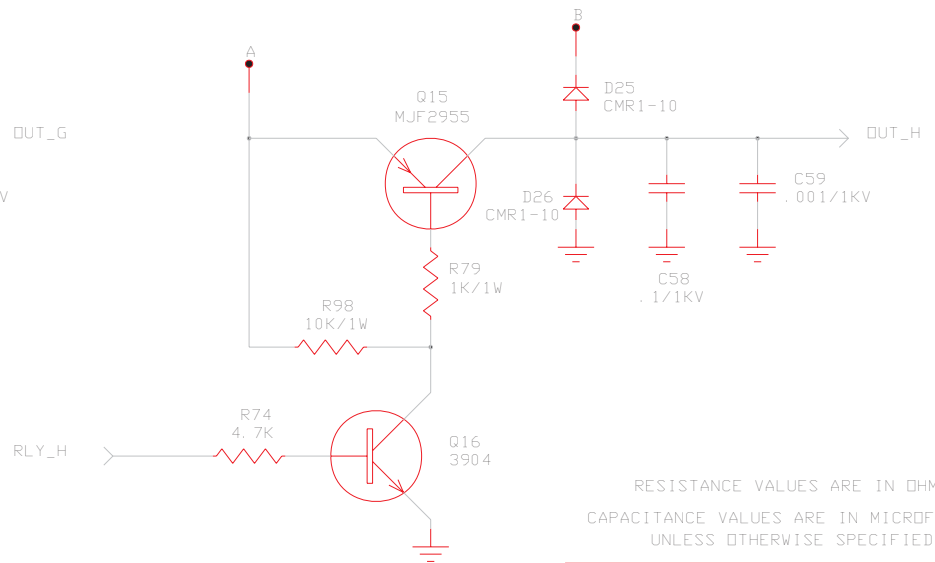 B
A
D25
CMR1-10
Q15
MJF2955
OUT_G
OUT_H
V
C59
.001/1KV
D26
CMR1-10
R79
1K/1W
C58
.1/1KV
R98
10K/1W
R74
4.7K
RLY_H
Q16
3904
RESISTANCE VALUES ARE IN OHM
CAPACITANCE VALUES ARE IN MICROF
UNLESS OTHERWISE SPECIFIED